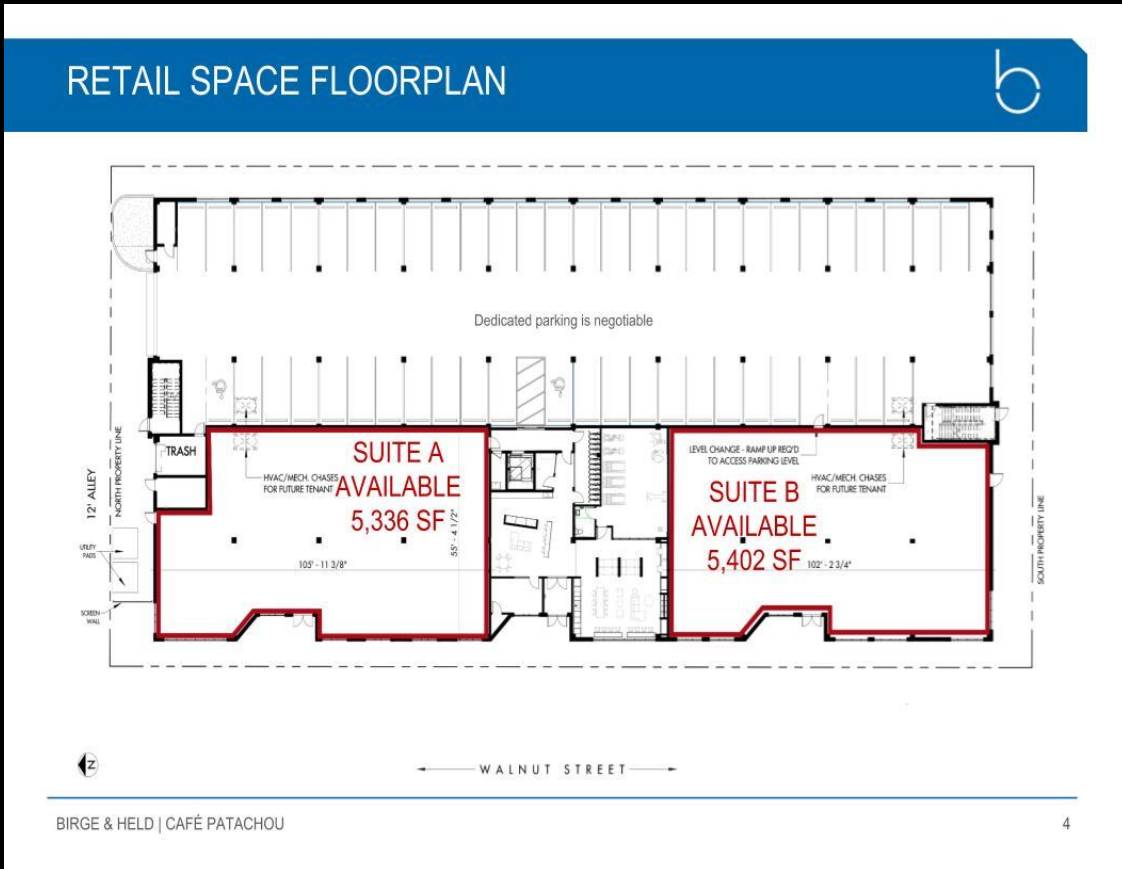 RETAIL SPACE FLOORPLAN
b
Dedicated parking is negotiable
TRASH
12' ALLEY
NORTH PROPERTY LINE
HVAC/MECH. CHASES
FOR FUTURE TENANT
SUITE A
AVAILABLE
5,336 SF
55' - 4 1/2"
105' - 11 3/8"
UTILITY
PADS
SCREEN
WALL
LEVEL CHANGE - RAMP UP REQ'D
TO ACCESS PARKING LEVEL
HVAC/MECH. CHASES
FOR FUTURE TENANT
SUITE B
AVAILABLE
5,402 SF
102' - 2 3/4"
SOUTH PROPERTY LINE
Z
WALNUT STREET
BIRGE & HELD | CAFÉ PATACHOU
4